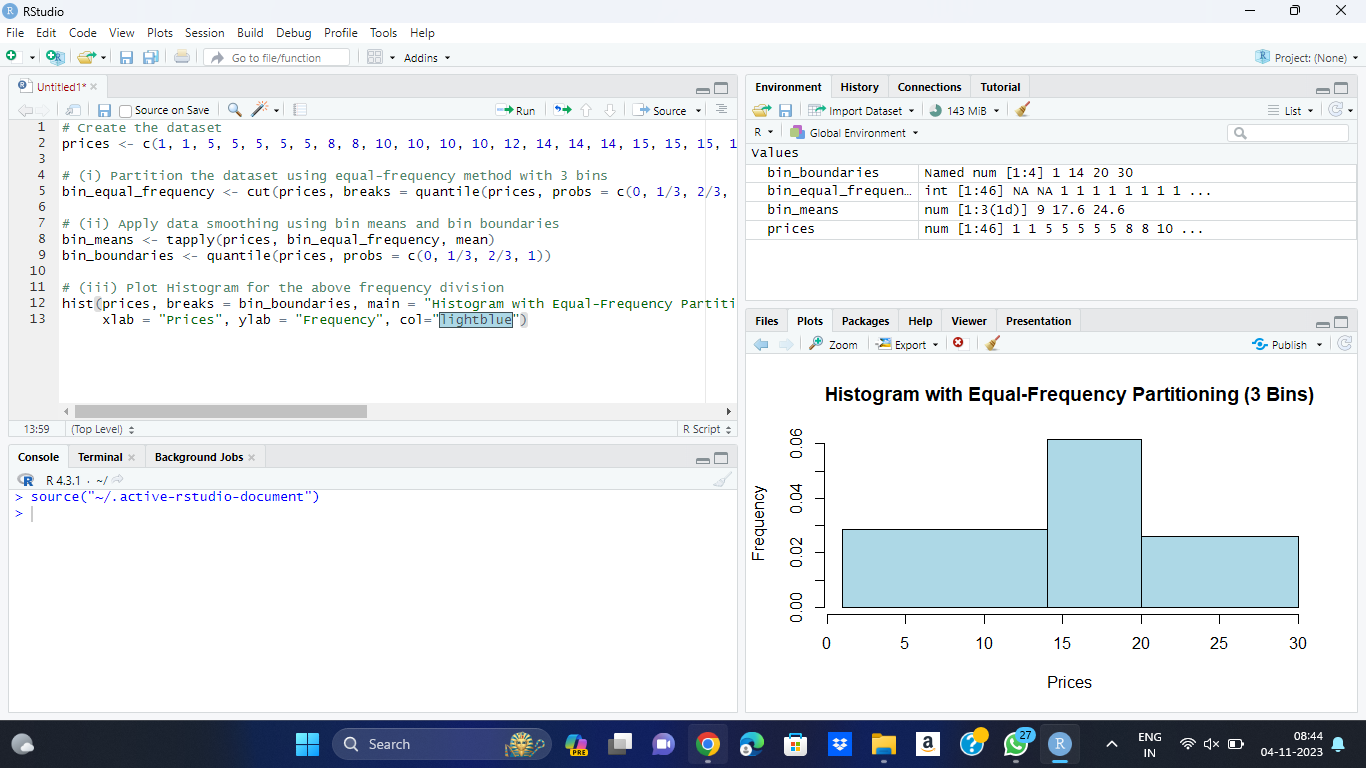 RStudio
File Edit Code View Plots Session Build Debug Profile Tools Help
Go to file/function Addins Project: (None)
Untitled1*
Source on Save Run Source
1 # Create the dataset
2 prices <- c(1, 1, 5, 5, 5, 5, 5, 8, 8, 10, 10, 10, 10, 12, 14, 14, 14, 15, 15, 15, 1
3
4 # (i) Partition the dataset using equal-frequency method with 3 bins
5 bin_equal_frequency <- cut(prices, breaks = quantile(prices, probs = c(0, 1/3, 2/3,
6
7 # (ii) Apply data smoothing using bin means and bin boundaries
8 bin_means <- tapply(prices, bin_equal_frequency, mean)
9 bin_boundaries <- quantile(prices, probs = c(0, 1/3, 2/3, 1))
10
11 # (iii) Plot Histogram for the above frequency division
12 hist(prices, breaks = bin_boundaries, main = "Histogram with Equal-Frequency Partiti
13 xlab = "Prices", ylab = "Frequency", col="lightblue")
13:59 (Top Level) R Script
Console Terminal Background Jobs
R 4.3.1 · ~/
> source("~/.active-rstudio-document")
>
Environment History Connections Tutorial
Import Dataset 143 MiB List
R Global Environment
Values
bin_boundaries Named num [1:4] 1 14 20 30
bin_equal_frequen… int [1:46] NA NA 1 1 1 1 1 1 1 1 ...
bin_means num [1:3(1d)] 9 17.6 24.6
prices num [1:46] 1 1 5 5 5 5 5 8 8 10 ...
Files Plots Packages Help Viewer Presentation
Zoom Export Publish
Histogram with Equal-Frequency Partitioning (3 Bins)
Frequency
0.06
0.04
0.02
0.00
0 5 10 15 20 25 30
Prices
Search
PRE
27
ENG
IN
08:44
04-11-2023